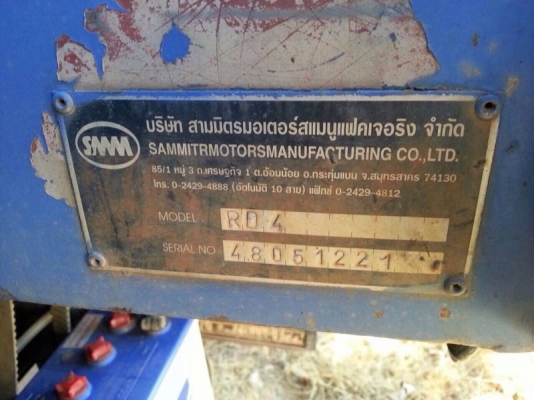 SMM
บริษัท สามมิตรมอเตอร์สแมนูแฟคเจอริง จำกัด
SAMMITRMOTORSMANUFACTURING CO.,LTD.
85/1 หมู่ 3 ถ.เศรษฐกิจ 1 ต.อ้อมน้อย อ.กระทุ่มแบน จ.สมุทรสาคร 74130
โทร. 0-2429-4888 (อัตโนมัติ 10 สาย) แฟ็กซ์ 0-2429-4812
MODEL RD4
SERIAL NO 48051221